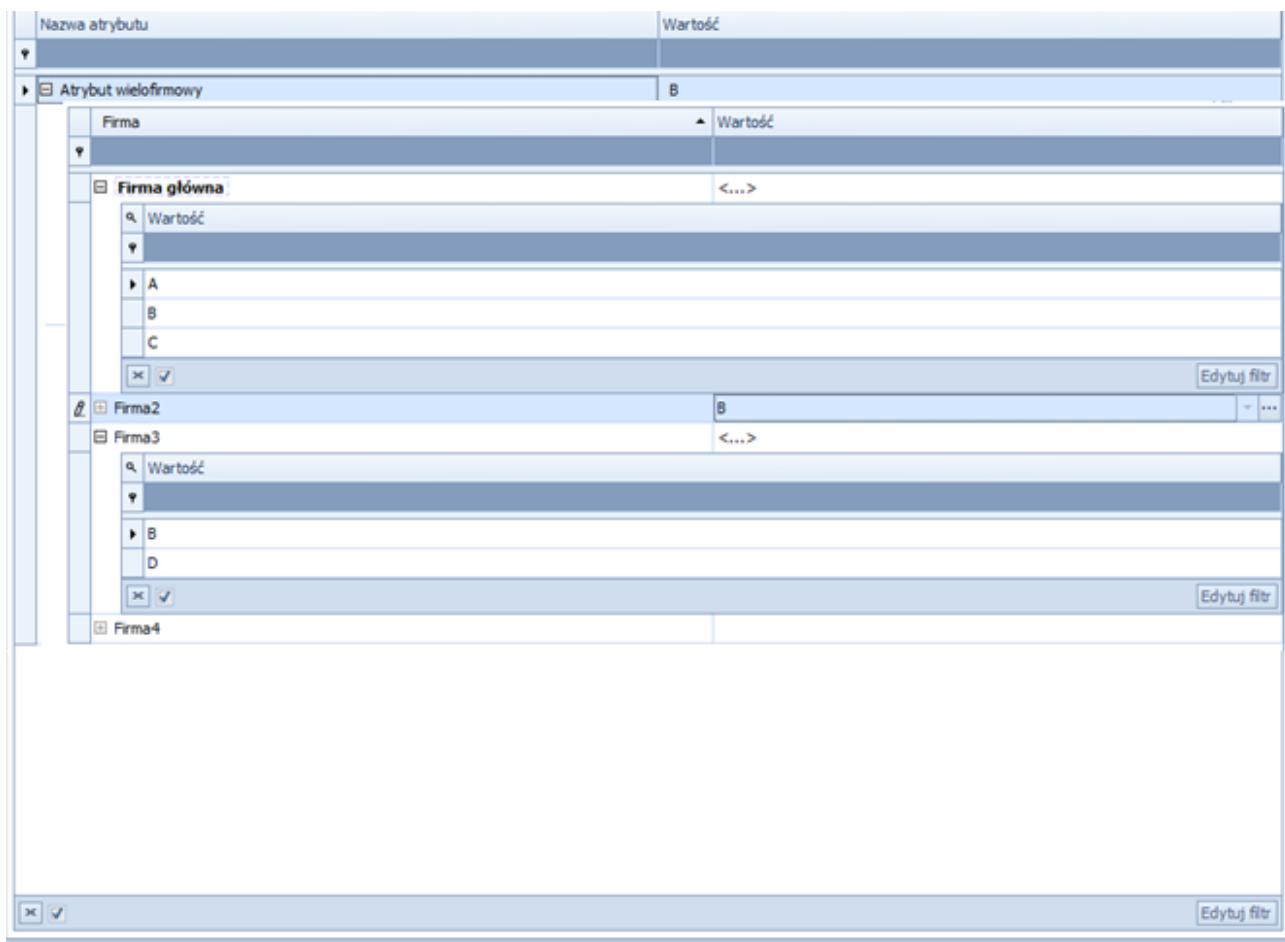 Nazwa atrybutu Wartość
Atrybut wielofirmowy B
Firma Wartość
Firma główna <...>
Wartość
A
B
C
Edytuj filtr
Firma2 B
Firma3 <...>
Wartość
B
D
Edytuj filtr
Firma4
Edytuj filtr